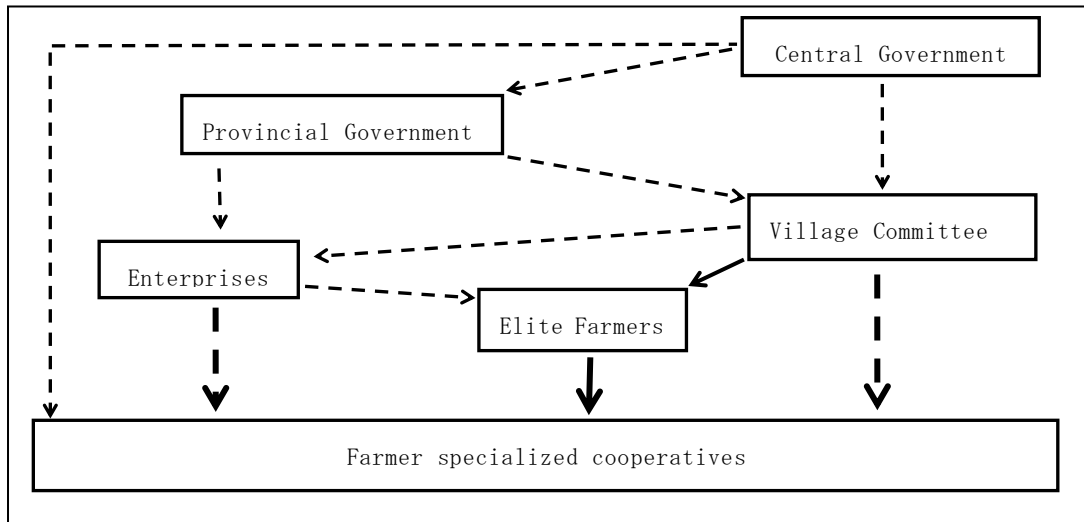 Central Government
Provincial Government
Village Committee
Enterprises
Elite Farmers
Farmer specialized cooperatives